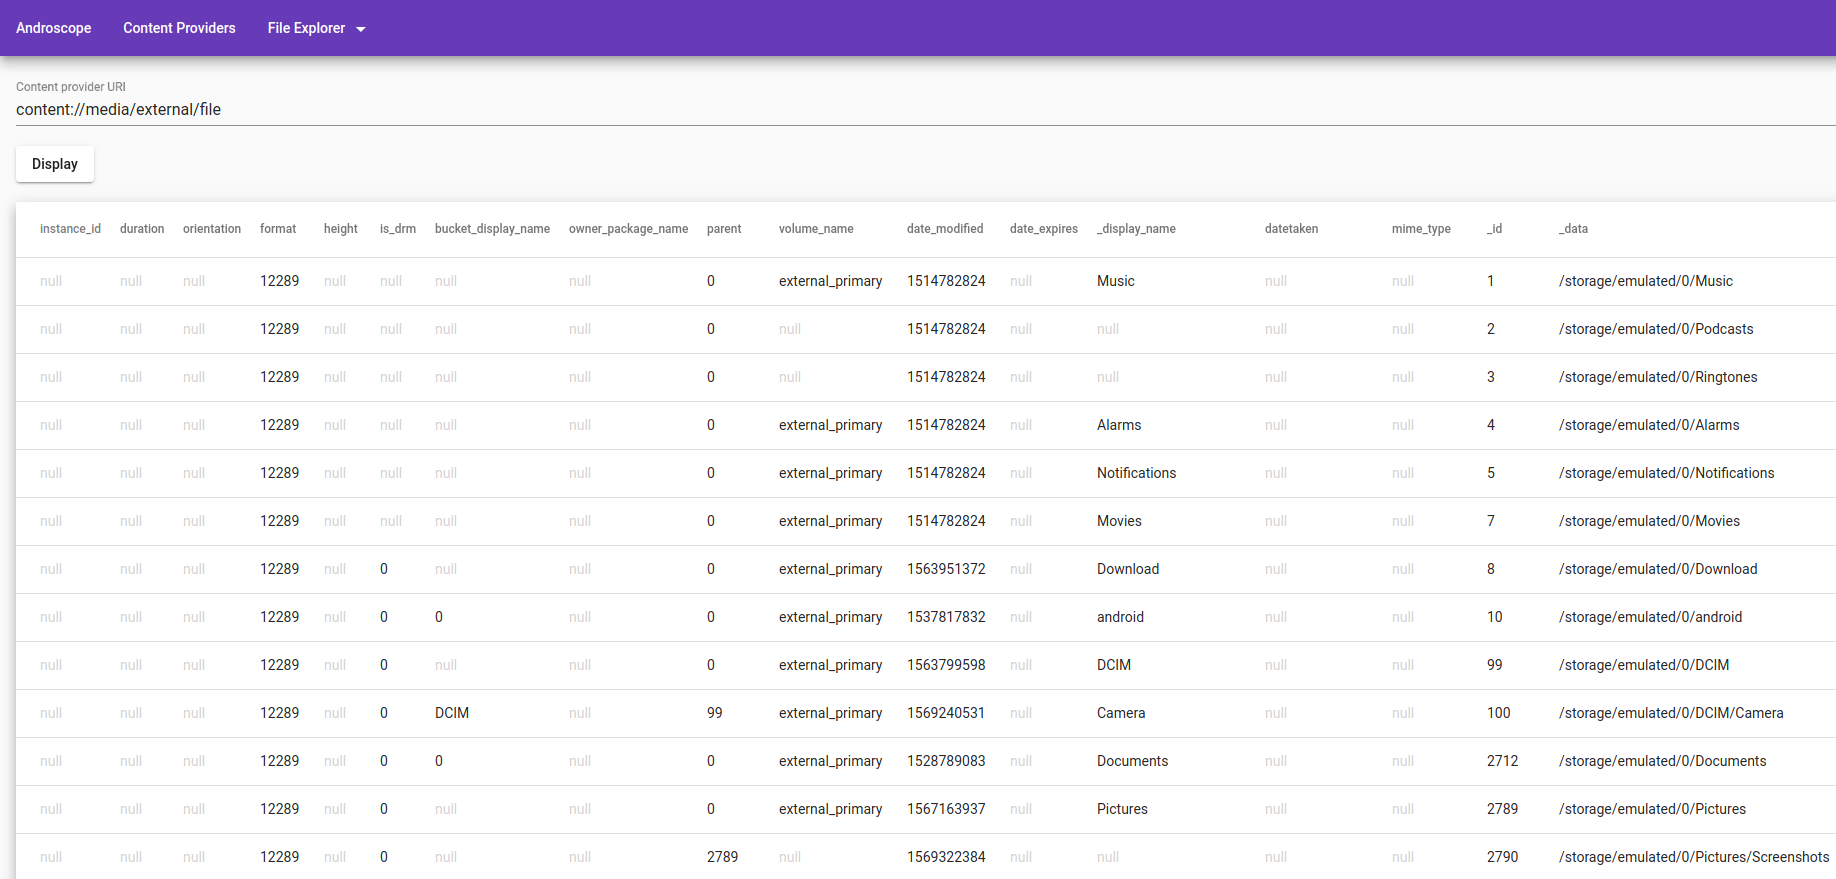 Androscope Content Providers File Explorer
Content provider URI
content://media/external/file
Display
instance_id duration orientation format height is_drm bucket_display_name owner_package_name parent volume_name date_modified date_expires _display_name datetaken mime_type _id _data
null null null 12289 null null null null 0 external_primary 1514782824 null Music null null 1 /storage/emulated/0/Music
null null null 12289 null null null null 0 null 1514782824 null null null null 2 /storage/emulated/0/Podcasts
null null null 12289 null null null null 0 null 1514782824 null null null null 3 /storage/emulated/0/Ringtones
null null null 12289 null null null null 0 external_primary 1514782824 null Alarms null null 4 /storage/emulated/0/Alarms
null null null 12289 null null null null 0 external_primary 1514782824 null Notifications null null 5 /storage/emulated/0/Notifications
null null null 12289 null null null null 0 external_primary 1514782824 null Movies null null 7 /storage/emulated/0/Movies
null null null 12289 null 0 null null 0 external_primary 1563951372 null Download null null 8 /storage/emulated/0/Download
null null null 12289 null 0 0 null 0 external_primary 1537817832 null android null null 10 /storage/emulated/0/android
null null null 12289 null 0 null null 0 external_primary 1563799598 null DCIM null null 99 /storage/emulated/0/DCIM
null null null 12289 null 0 DCIM null 99 external_primary 1569240531 null Camera null null 100 /storage/emulated/0/DCIM/Camera
null null null 12289 null 0 0 null 0 external_primary 1528789083 null Documents null null 2712 /storage/emulated/0/Documents
null null null 12289 null 0 null null 0 external_primary 1567163937 null Pictures null null 2789 /storage/emulated/0/Pictures
null null null 12289 null 0 null null 2789 null 1569322384 null null null null 2790 /storage/emulated/0/Pictures/Screenshots